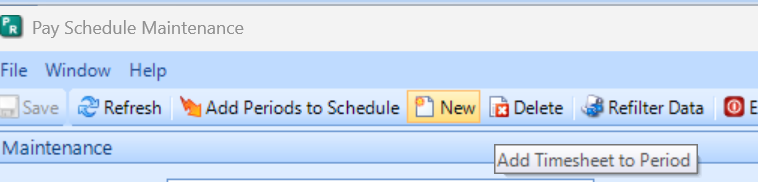 PR Pay Schedule Maintenance
File Window Help
Save Refresh Add Periods to Schedule New Delete Refilter Data E
Maintenance
Add Timesheet to Period